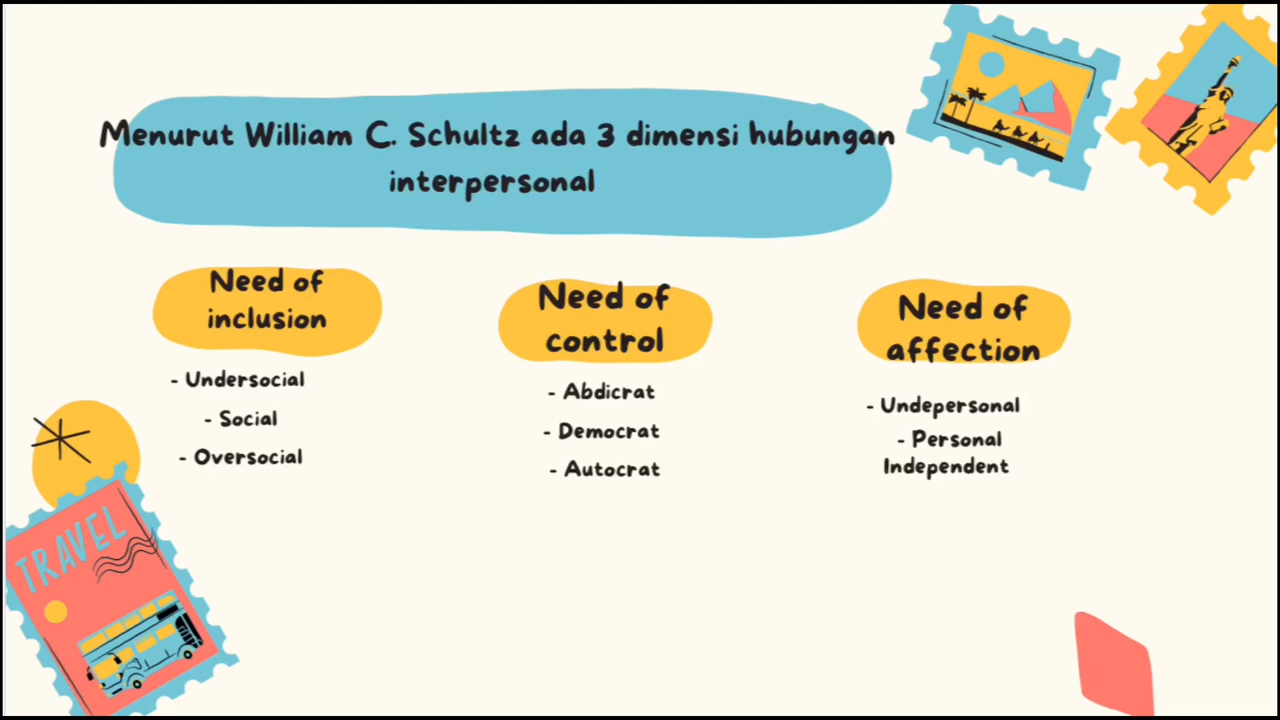 Menurut William C. Schultz ada 3 dimensi hubungan
interpersonal
Need of
inclusion
- Undersocial
- Social
- Oversocial
Need of
control
- Abdicrat
- Democrat
- Autocrat
Need of
affection
- Undepersonal
- Personal
Independent
TRAVEL